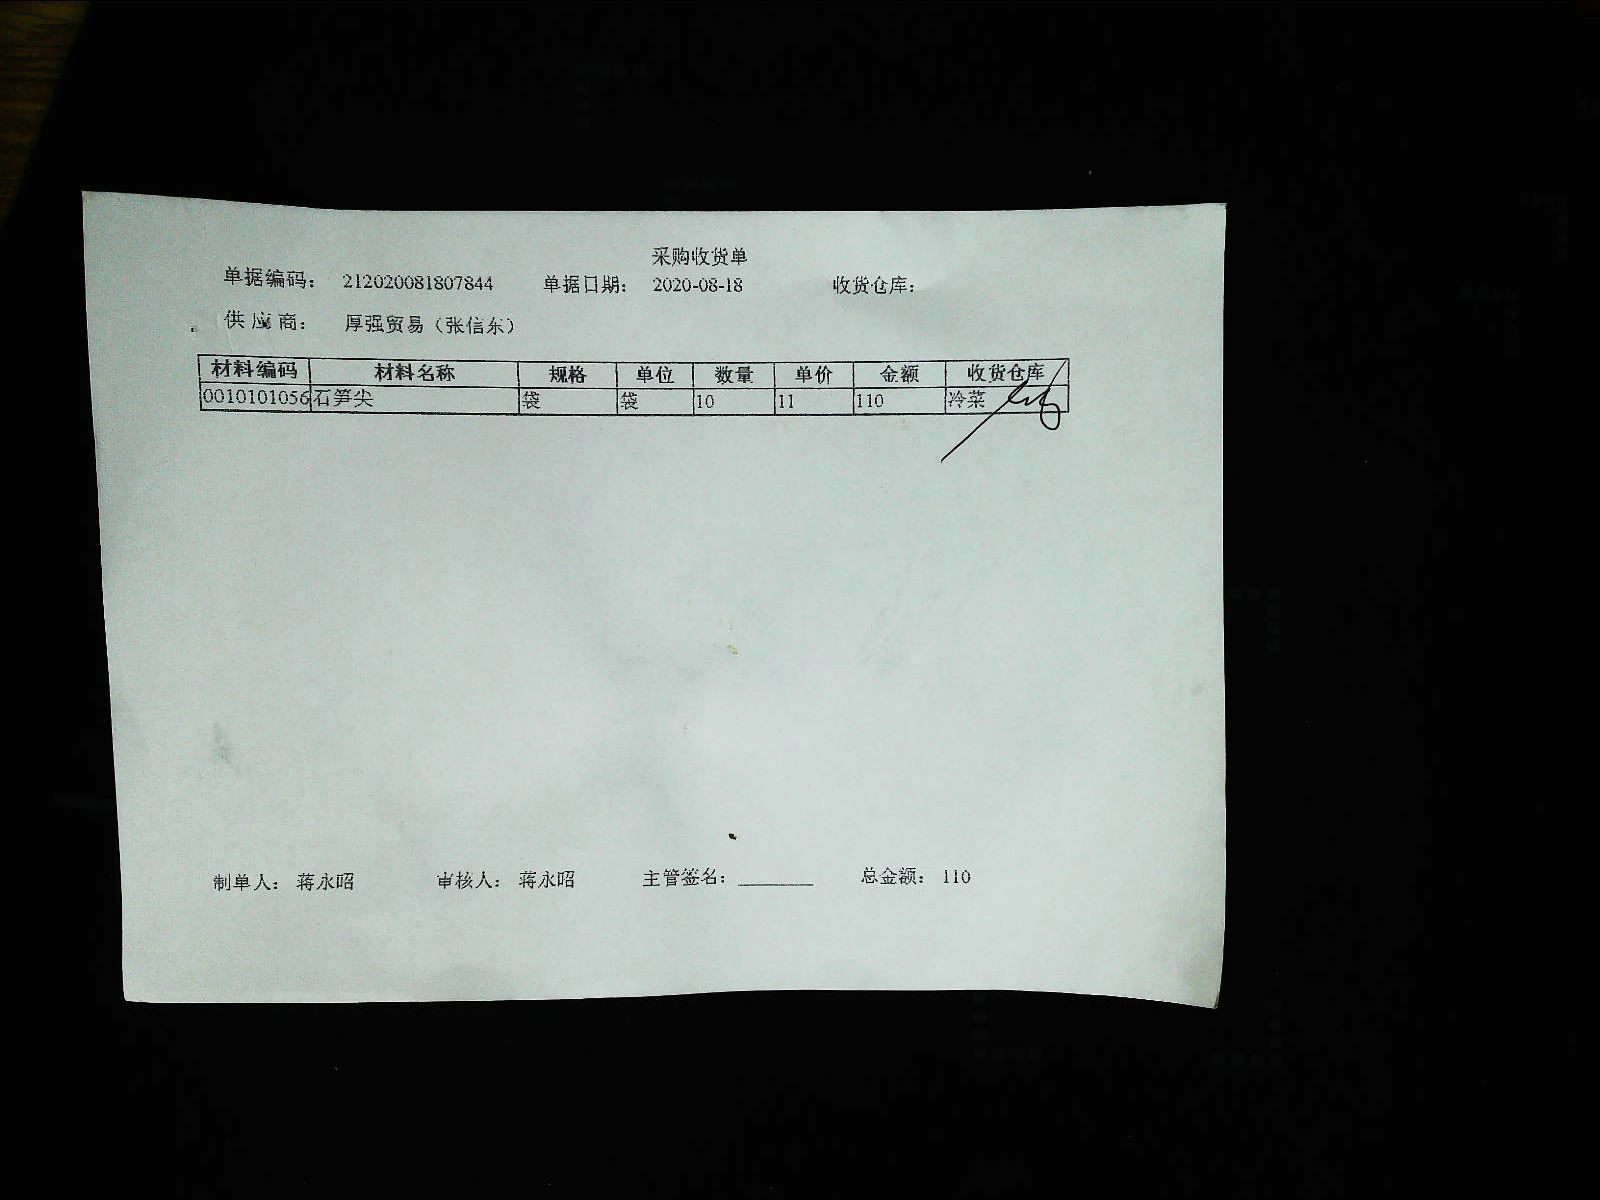 采购收货单
单据编码: 212020081807844 单据日期: 2020-08-18 收货仓库:
供应商: 厚强贸易(张信东)
材料编码 材料名称 规格 单位 数量 单价 金额 收货仓库
0010101056 石笋尖 袋 袋 10 11 110 冷菜
制单人: 蒋永昭 审核人: 蒋永昭 主管签名: ________ 总金额: 110